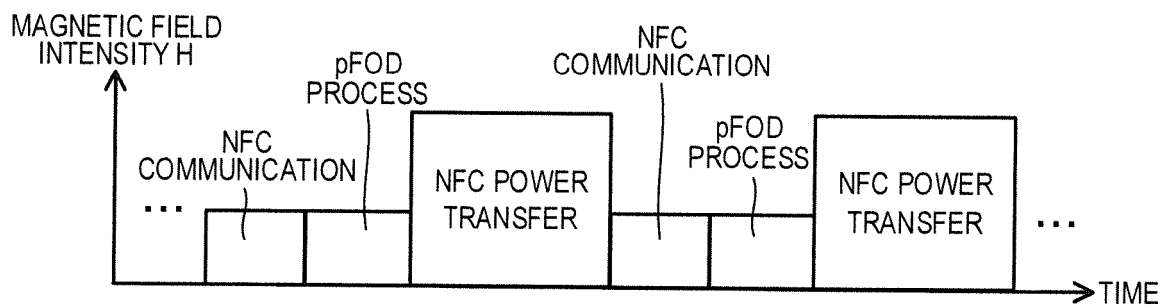 MAGNETIC FIELD
INTENSITY H
NFC
COMMUNICATION
pFOD
PROCESS
NFC POWER
TRANSFER
NFC
COMMUNICATION
pFOD
PROCESS
NFC POWER
TRANSFER
...
...
TIME